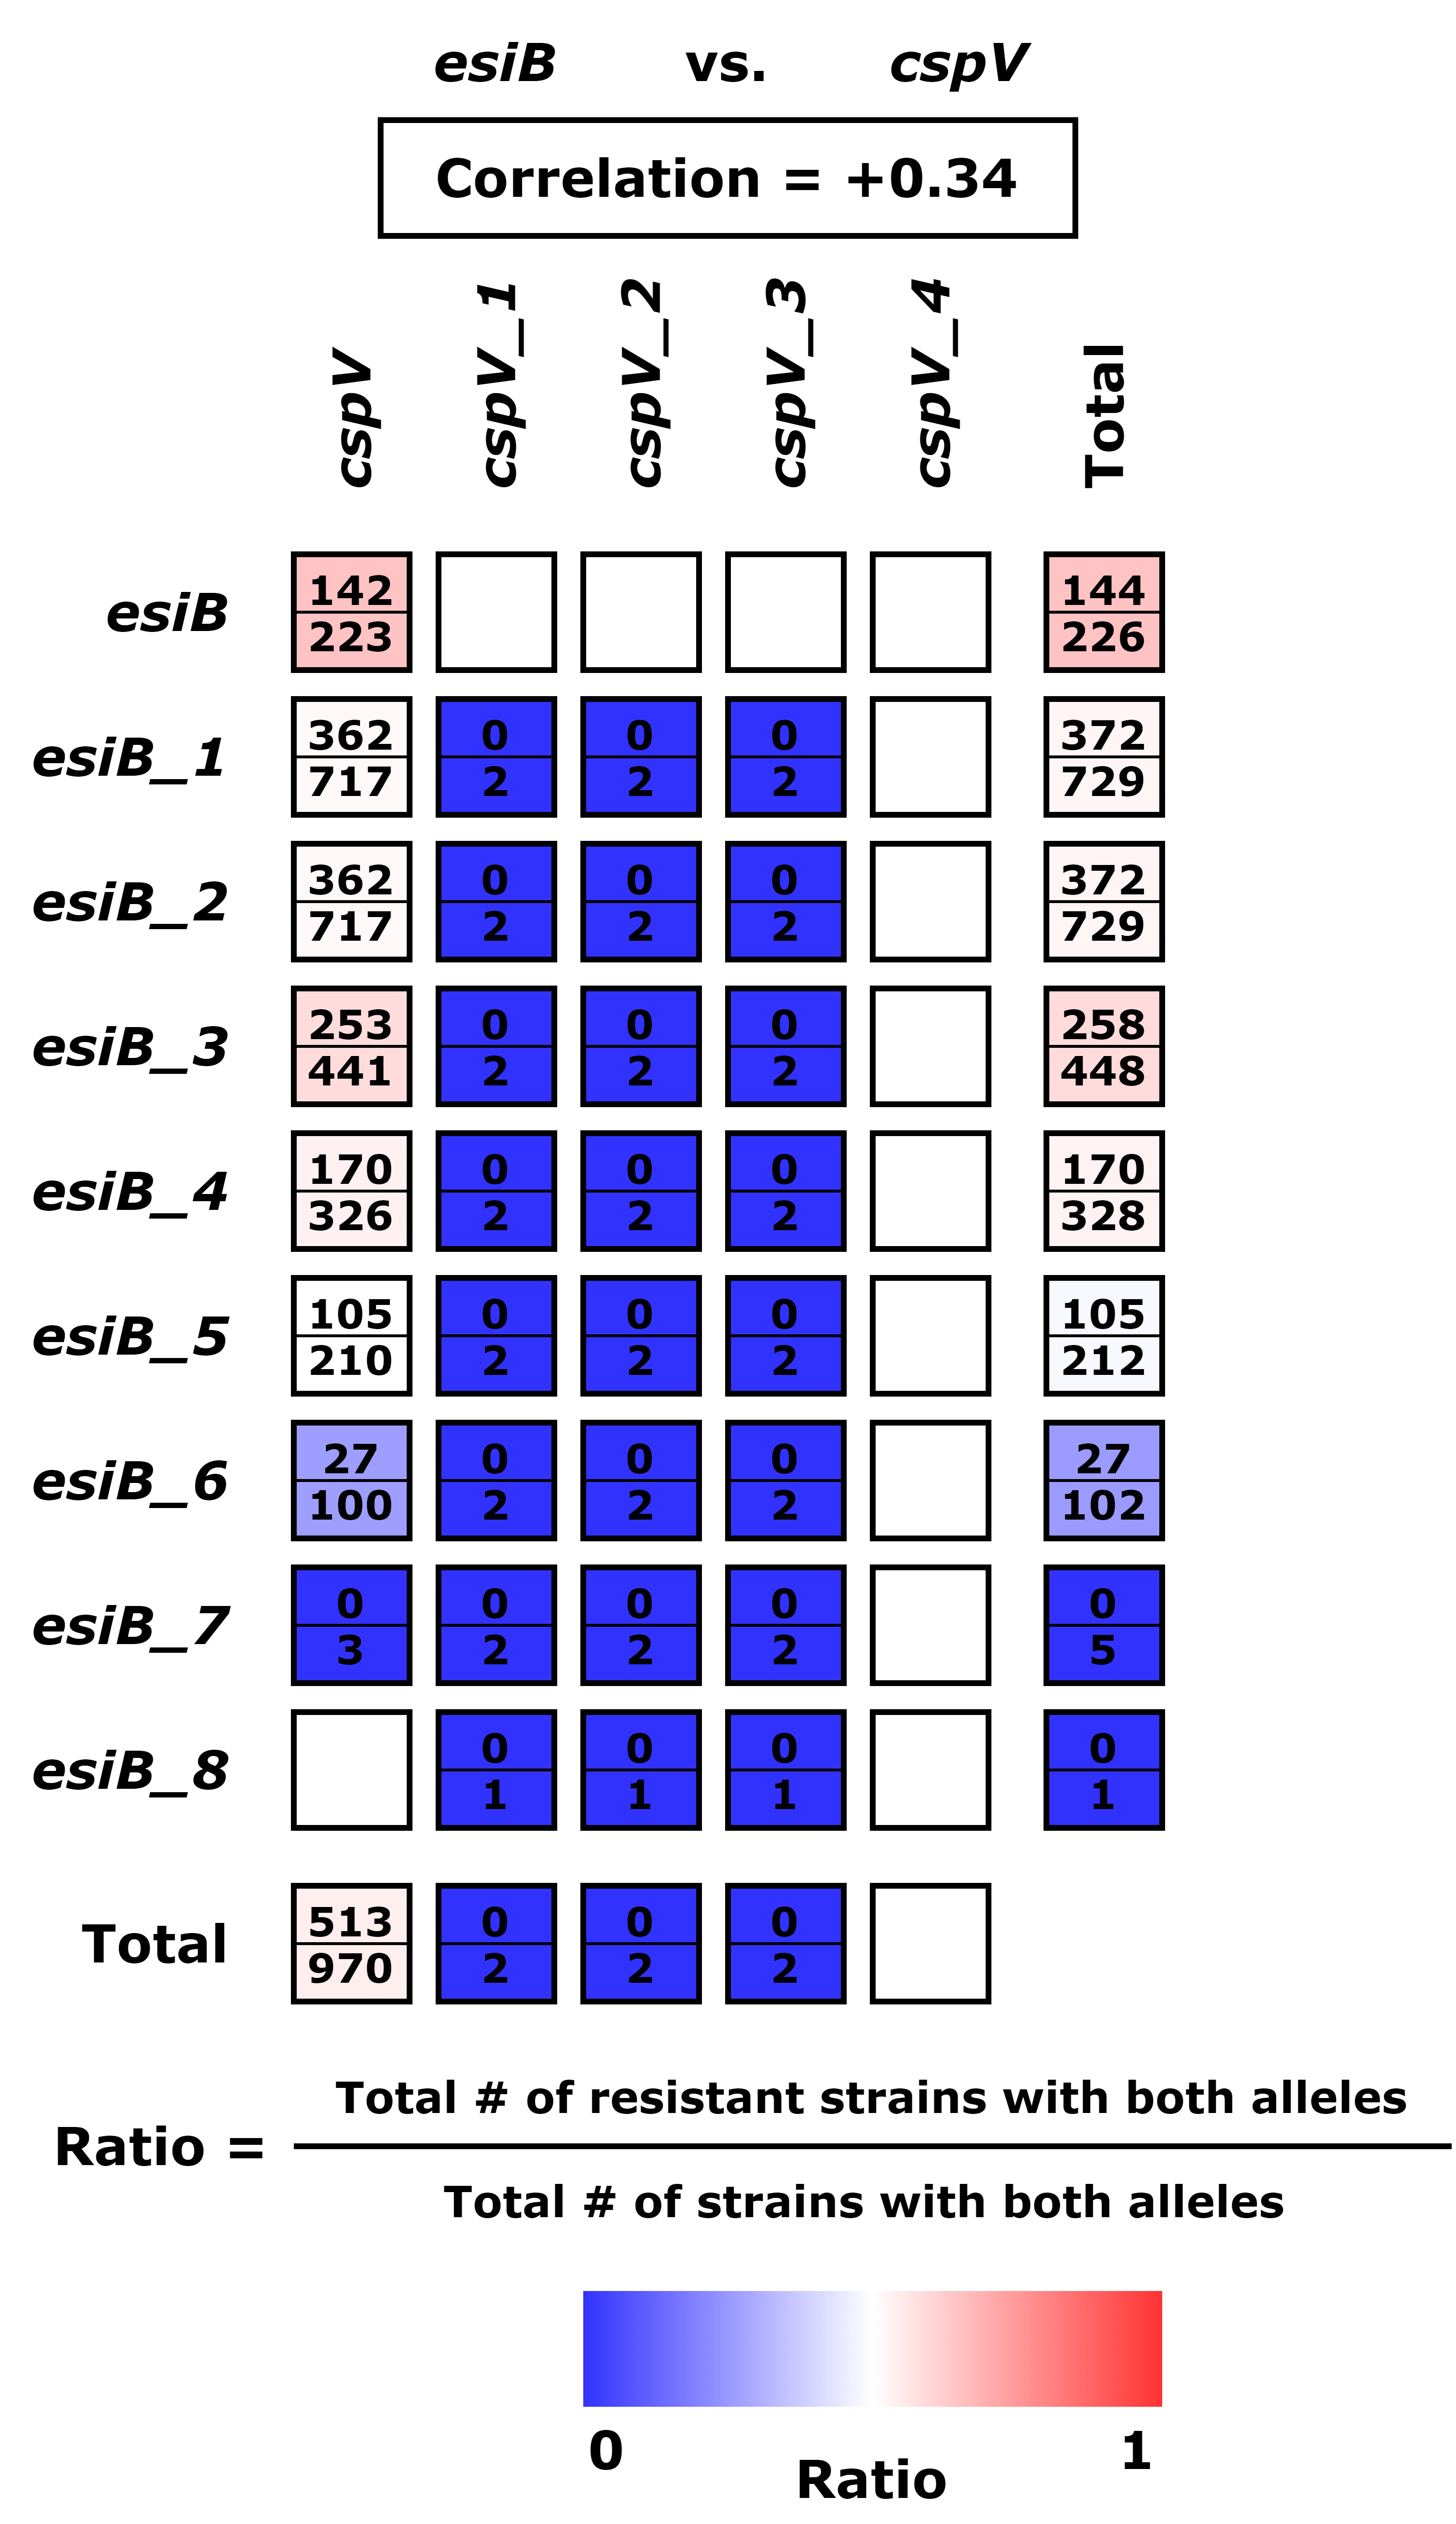 esiB vs. cspV
Correlation = +0.34
cspV cspV_1 cspV_2 cspV_3 cspV_4 Total
esiB 142/223 144/226
esiB_1 362/717 0/2 0/2 0/2 372/729
esiB_2 362/717 0/2 0/2 0/2 372/729
esiB_3 253/441 0/2 0/2 0/2 258/448
esiB_4 170/326 0/2 0/2 0/2 170/328
esiB_5 105/210 0/2 0/2 0/2 105/212
esiB_6 27/100 0/2 0/2 0/2 27/102
esiB_7 0/3 0/2 0/2 0/2 0/5
esiB_8 0/1 0/1 0/1 0/1
Total 513/970 0/2 0/2 0/2
Total # of resistant strains with both alleles
Ratio =
Total # of strains with both alleles
0 1
Ratio